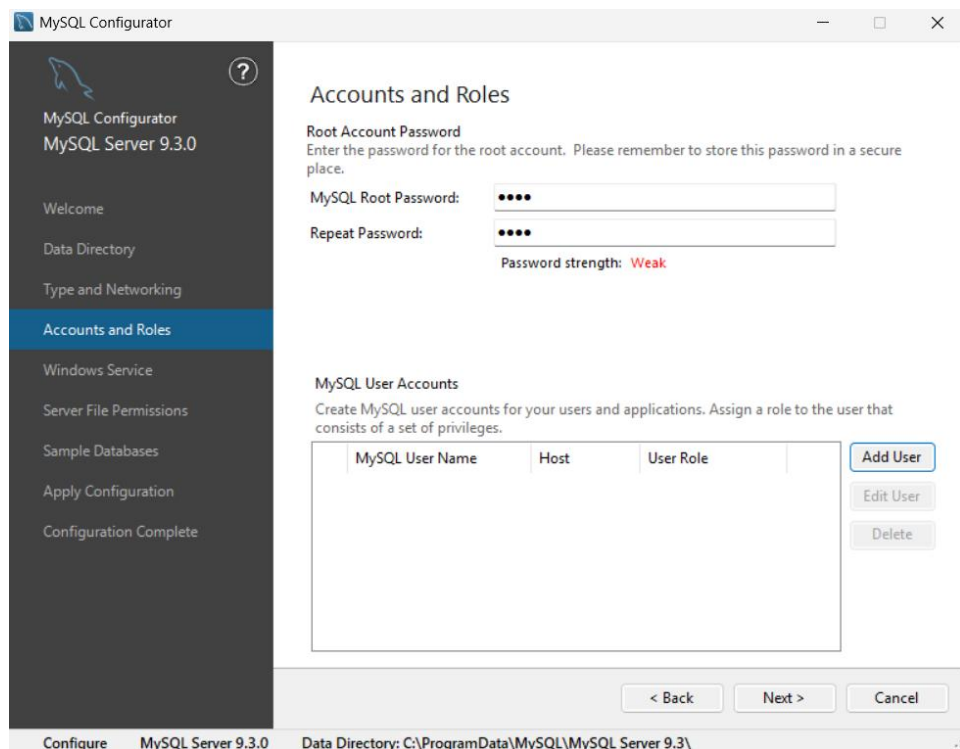 MySQL Configurator
MySQL Configurator
MySQL Server 9.3.0
Welcome
Data Directory
Type and Networking
Accounts and Roles
Windows Service
Server File Permissions
Sample Databases
Apply Configuration
Configuration Complete
Accounts and Roles
Root Account Password
Enter the password for the root account. Please remember to store this password in a secure
place.
MySQL Root Password: ●●●●
Repeat Password: ●●●●
Password strength: Weak
MySQL User Accounts
Create MySQL user accounts for your users and applications. Assign a role to the user that
consists of a set of privileges.
MySQL User Name Host User Role
Add User
Edit User
Delete
< Back Next > Cancel
Configure MySQL Server 9.3.0 Data Directory: C:\ProgramData\MySQL\MySQL Server 9.3\